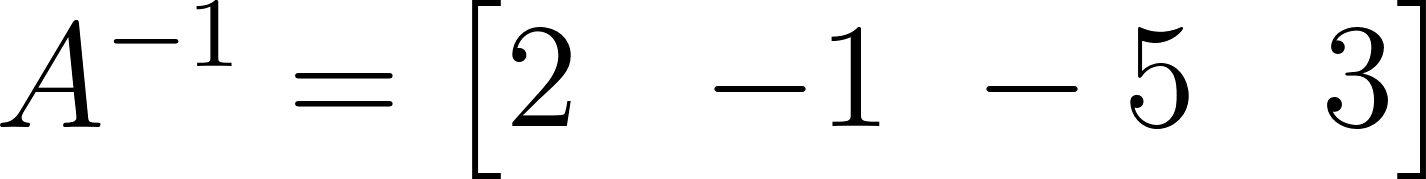 A⁻¹ = [2 −1 − 5 3]